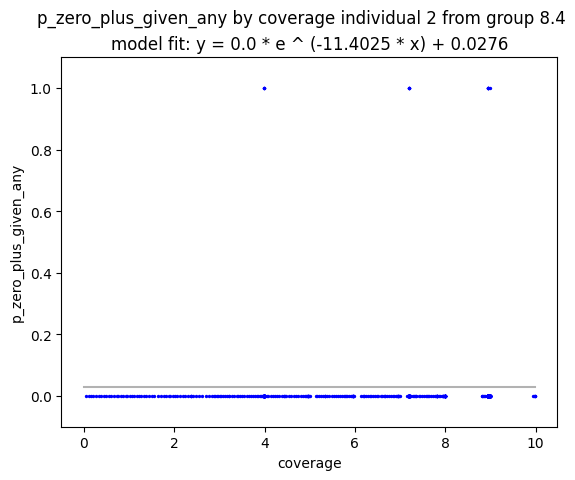 p_zero_plus_given_any by coverage individual 2 from group 8.4
model fit: y = 0.0 * e ^ (-11.4025 * x) + 0.0276
1.0
0.8
0.6
0.4
0.2
0.0
p_zero_plus_given_any
0 2 4 6 8 10
coverage